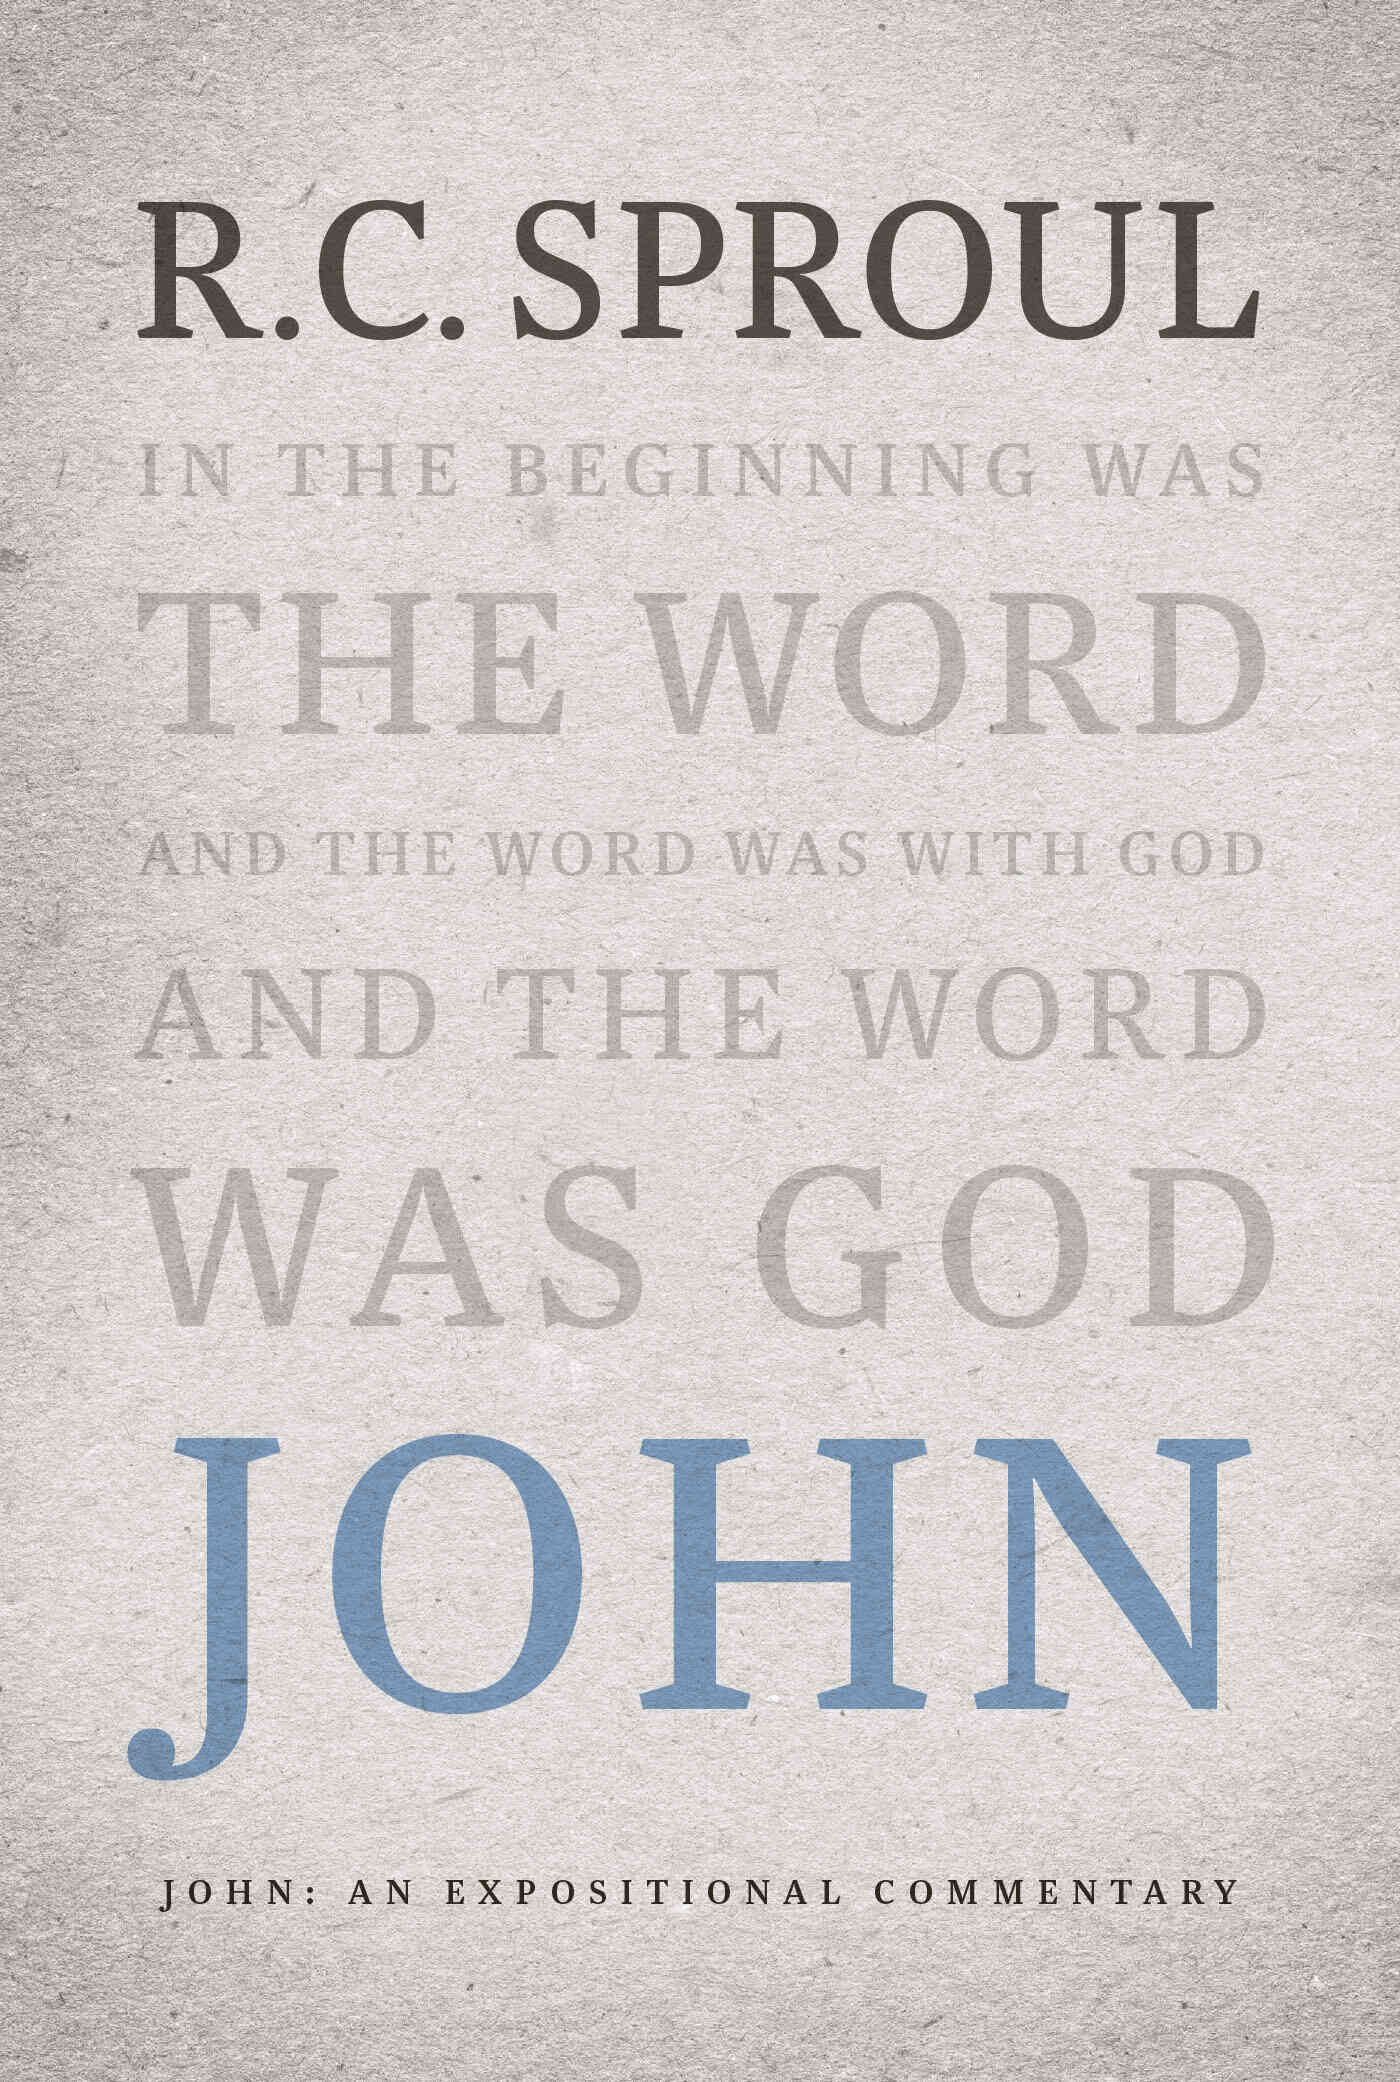 R.C. SPROUL
IN THE BEGINNING WAS
THE WORD
AND THE WORD WAS WITH GOD
AND THE WORD
WAS GOD
JOHN
JOHN: AN EXPOSITIONAL COMMENTARY